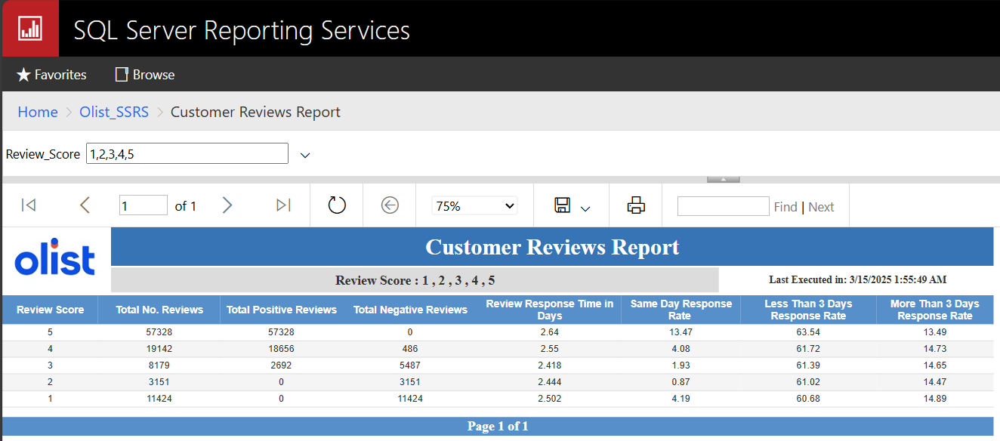 SQL Server Reporting Services
Favorites Browse
Home > Olist_SSRS > Customer Reviews Report
Review_Score 1,2,3,4,5
1 of 1 75% Find | Next
olist
Customer Reviews Report
Review Score : 1 , 2 , 3 , 4 , 5
Last Executed in: 3/15/2025 1:55:49 AM
Review Score Total No. Reviews Total Positive Reviews Total Negative Reviews Review Response Time in Days Same Day Response Rate Less Than 3 Days Response Rate More Than 3 Days Response Rate
5 57328 57328 0 2.64 13.47 63.54 13.49
4 19142 18656 486 2.55 4.08 61.72 14.73
3 8179 2692 5487 2.418 1.93 61.39 14.65
2 3151 0 3151 2.444 0.87 61.02 14.47
1 11424 0 11424 2.502 4.19 60.68 14.89
Page 1 of 1